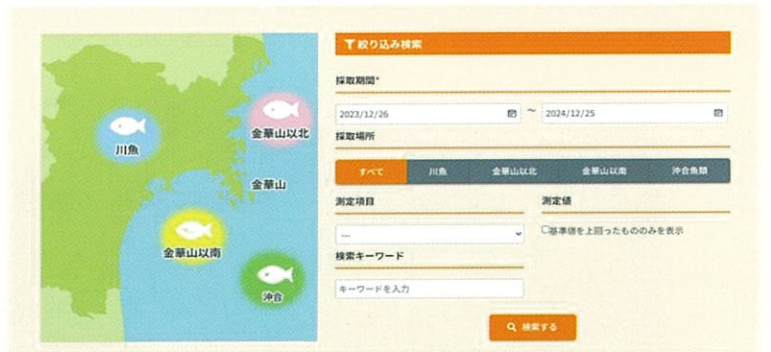 川魚
金華山以北
金華山
金華山以南
沖合
絞り込み検索
採取期間*
2023/12/26 ~ 2024/12/25
採取場所
すべて 川魚 金華山以北 金華山以南 沖合魚類
測定項目 測定値
---
基準値を上回ったもののみを表示
検索キーワード
キーワードを入力
検索する